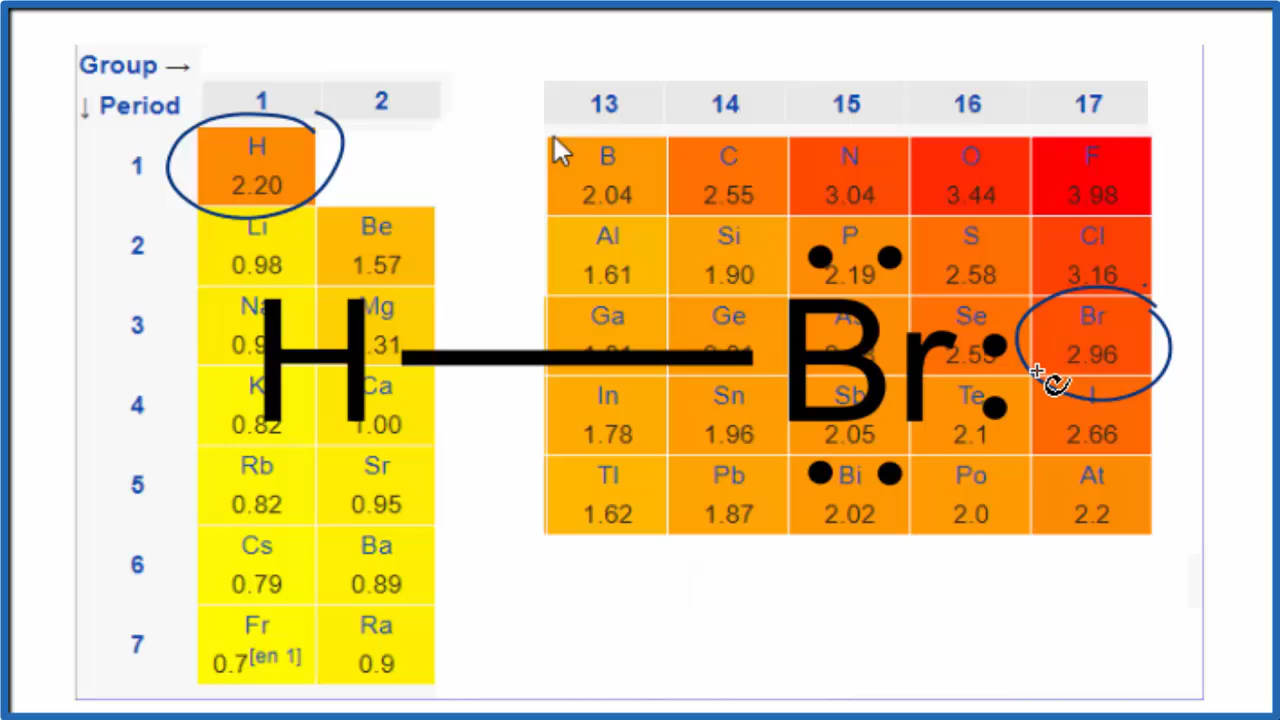 Group →
↓ Period 1 2 13 14 15 16 17
1 H B C N O F
2.20 2.04 2.55 3.04 3.44 3.98
2 Li Be Al Si P S Cl
0.98 1.57 1.61 1.90 2.19 2.58 3.16
3 Na Mg Ga Ge As Se Br
2.96
H Br
4 K Ca In Sn Sb Te I
0.82 1.00 1.78 1.96 2.05 2.1 2.66
5 Rb Sr Tl Pb Bi Po At
0.82 0.95 1.62 1.87 2.02 2.0 2.2
6 Cs Ba
0.79 0.89
7 Fr Ra
0.7[en 1] 0.9